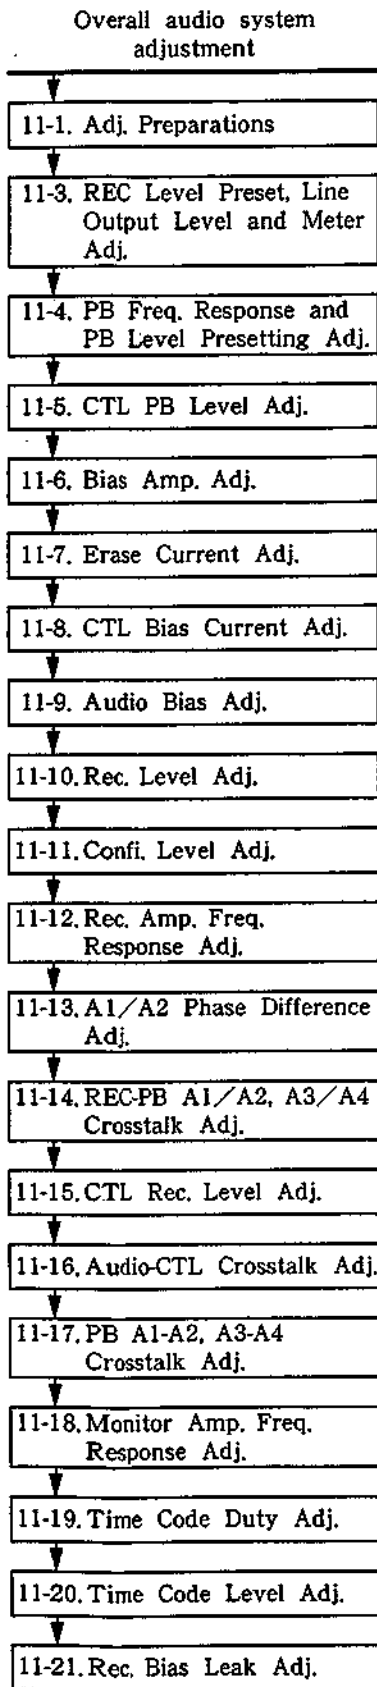 Overall audio system
adjustment
11-1. Adj. Preparations
11-3. REC Level Preset, Line
Output Level and Meter
Adj.
11-4. PB Freq. Response and
PB Level Presetting Adj.
11-5. CTL PB Level Adj.
11-6. Bias Amp. Adj.
11-7. Erase Current Adj.
11-8. CTL Bias Current Adj.
11-9. Audio Bias Adj.
11-10. Rec. Level Adj.
11-11. Confi. Level Adj.
11-12. Rec. Amp. Freq.
Response Adj.
11-13. A1/A2 Phase Difference
Adj.
11-14. REC-PB A1/A2, A3/A4
Crosstalk Adj.
11-15. CTL Rec. Level Adj.
11-16. Audio-CTL Crosstalk Adj.
11-17. PB A1-A2, A3-A4
Crosstalk Adj.
11-18. Monitor Amp. Freq.
Response Adj.
11-19. Time Code Duty Adj.
11-20. Time Code Level Adj.
11-21. Rec. Bias Leak Adj.